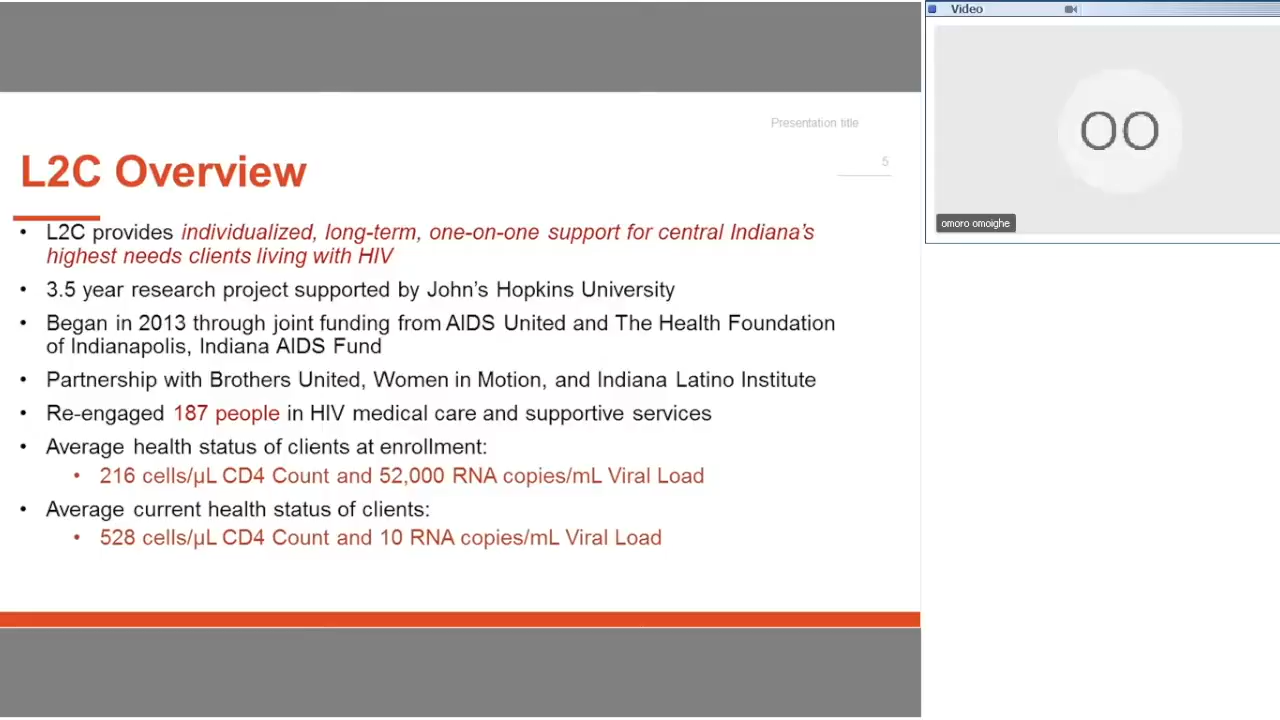 Presentation title
5
L2C Overview
• L2C provides individualized, long-term, one-on-one support for central Indiana's
highest needs clients living with HIV
• 3.5 year research project supported by John's Hopkins University
• Began in 2013 through joint funding from AIDS United and The Health Foundation
of Indianapolis, Indiana AIDS Fund
• Partnership with Brothers United, Women in Motion, and Indiana Latino Institute
• Re-engaged 187 people in HIV medical care and supportive services
• Average health status of clients at enrollment:
• 216 cells/µL CD4 Count and 52,000 RNA copies/mL Viral Load
• Average current health status of clients:
• 528 cells/µL CD4 Count and 10 RNA copies/mL Viral Load
Video
OO
omoro omoighe